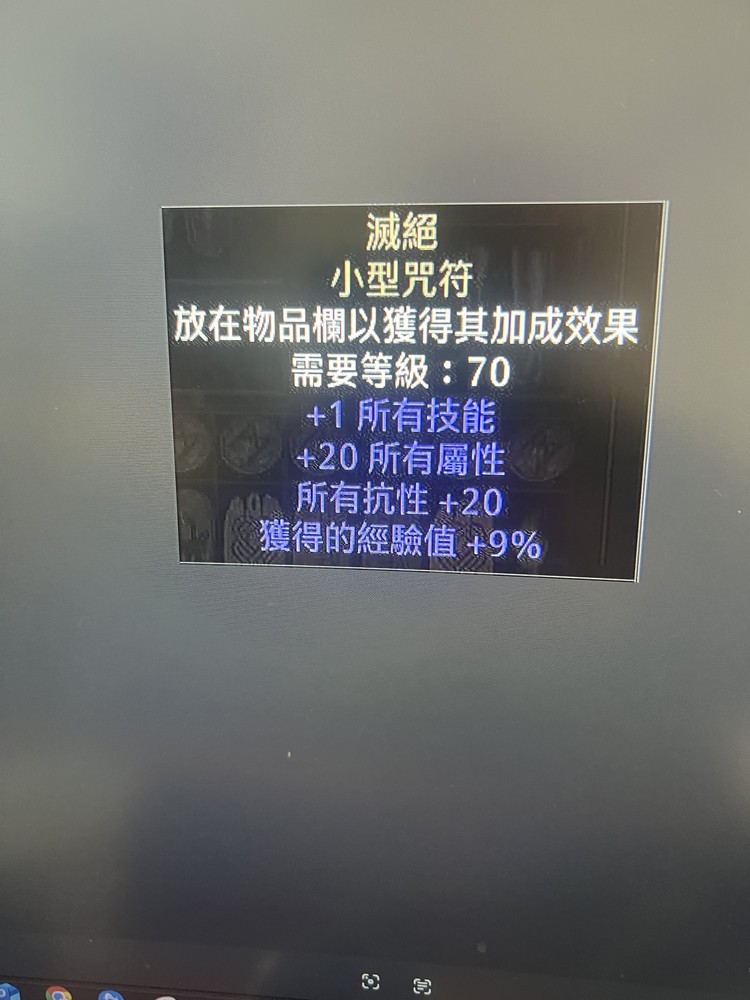 滅絕
小型咒符
放在物品欄以獲得其加成效果
需要等級：70
+1 所有技能
+20 所有屬性
所有抗性 +20
獲得的經驗值 +9%